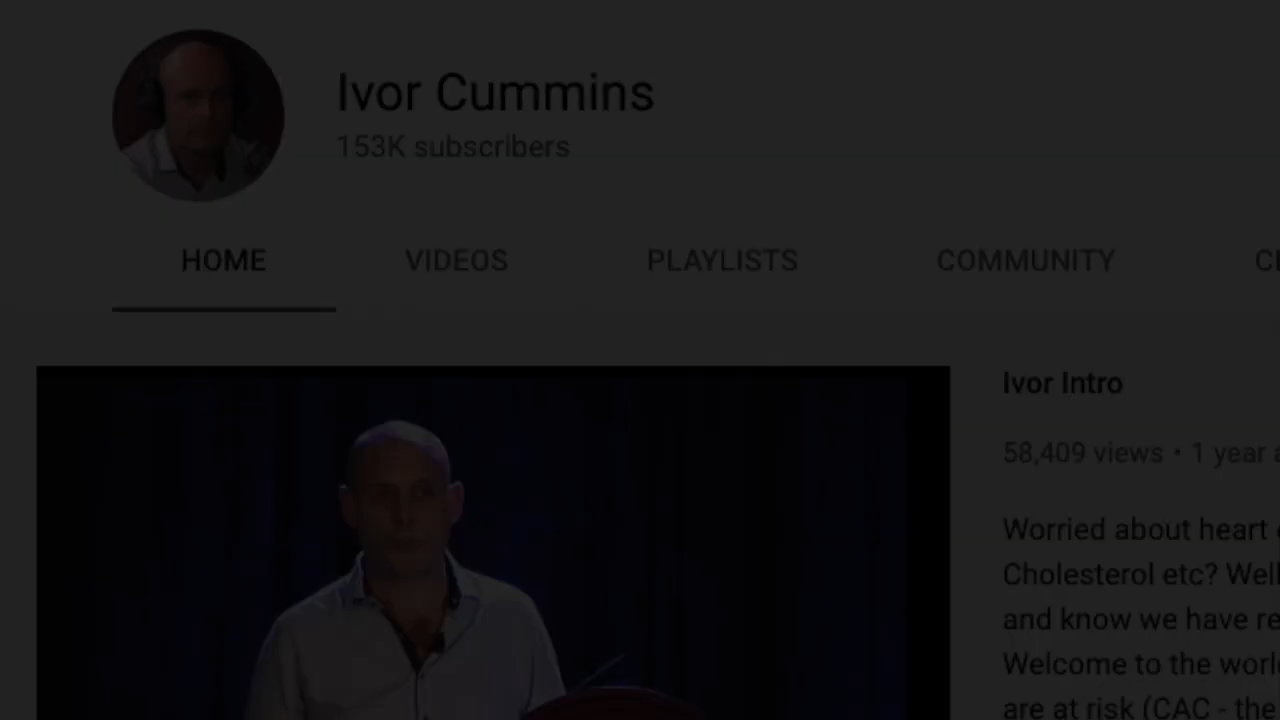 Ivor Cummins
153K subscribers
HOME VIDEOS PLAYLISTS COMMUNITY
Ivor Intro
58,409 views • 1 year
Worried about heart
Cholesterol etc? Well
and know we have re
Welcome to the worl
are at risk (CAC - the